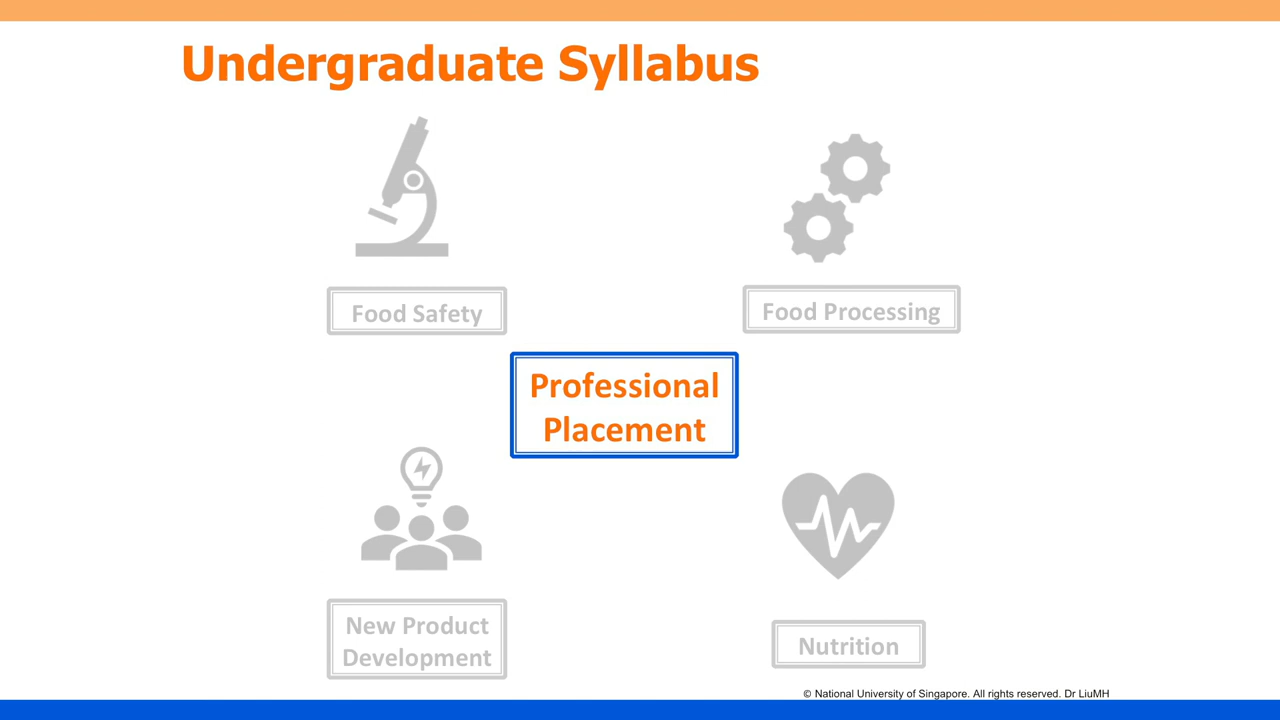 Undergraduate Syllabus
Food Safety
Food Processing
Professional
Placement
New Product
Development
Nutrition
© National University of Singapore. All rights reserved. Dr LiuMH